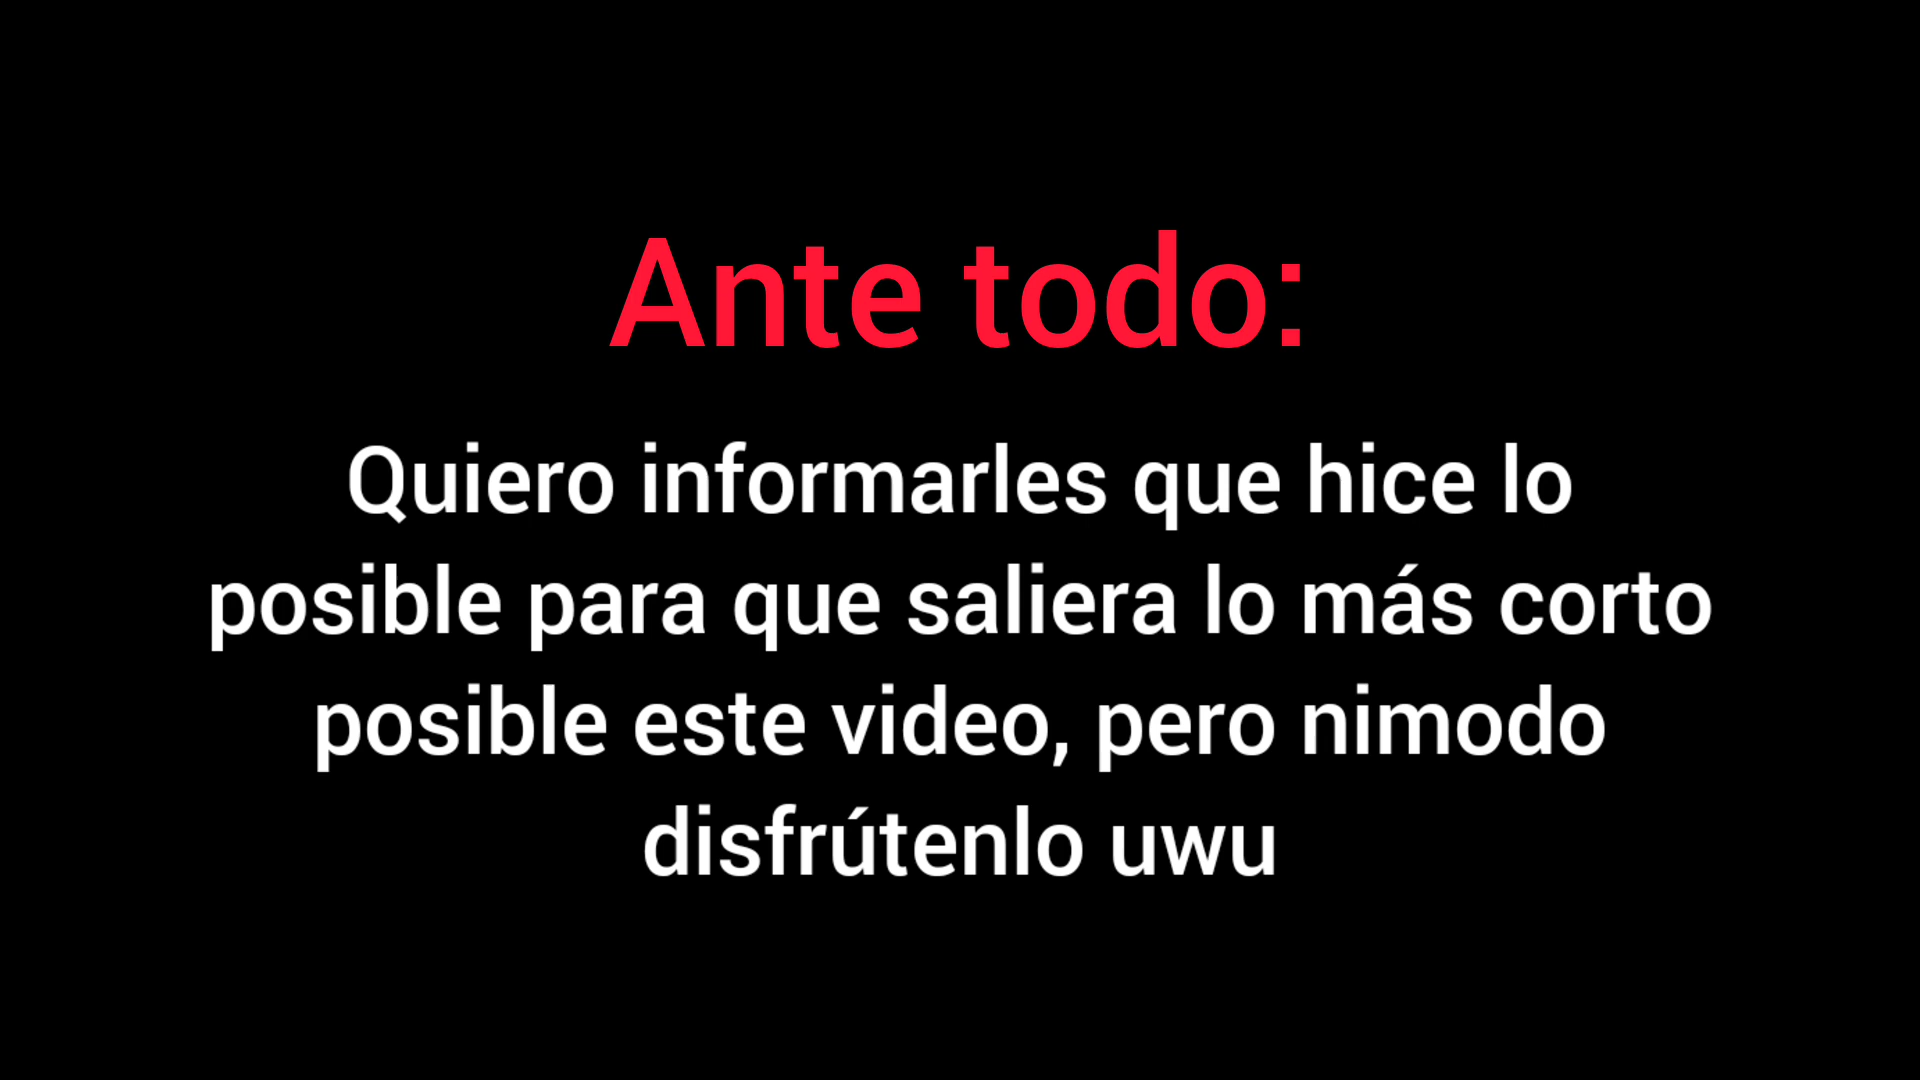 Ante todo:
Quiero informarles que hice lo
posible para que saliera lo más corto
posible este video, pero nimodo
disfrútenlo uwu